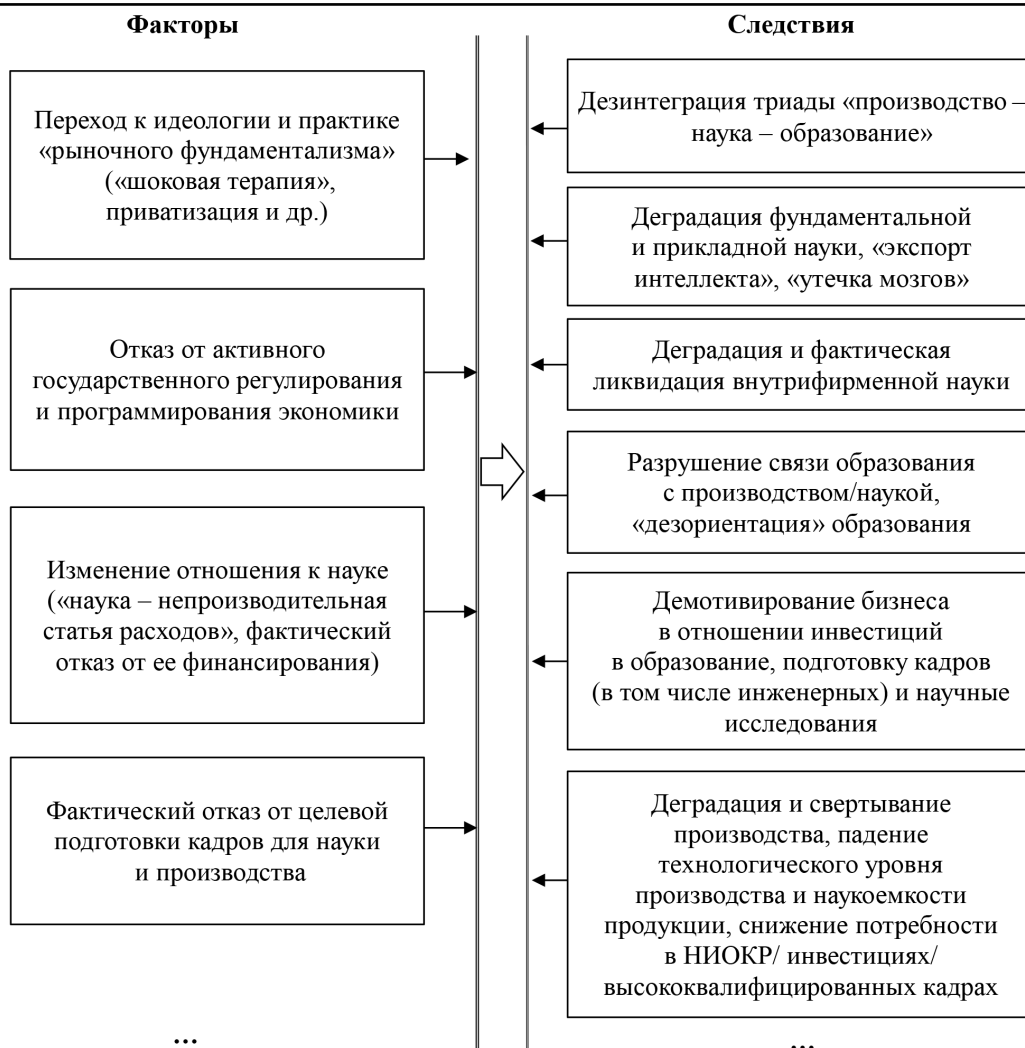 Факторы
Переход к идеологии и практике
«рыночного фундаментализма»
(«шоковая терапия»,
приватизация и др.)
Отказ от активного
государственного регулирования
и программирования экономики
Изменение отношения к науке
(«наука – непроизводительная
статья расходов», фактический
отказ от ее финансирования)
Фактический отказ от целевой
подготовки кадров для науки
и производства
...
Следствия
Дезинтеграция триады «производство –
наука – образование»
Деградация фундаментальной
и прикладной науки, «экспорт
интеллекта», «утечка мозгов»
Деградация и фактическая
ликвидация внутрифирменной науки
Разрушение связи образования
с производством/наукой,
«дезориентация» образования
Демотивирование бизнеса
в отношении инвестиций
в образование, подготовку кадров
(в том числе инженерных) и научные
исследования
Деградация и свертывание
производства, падение
технологического уровня
производства и наукоемкости
продукции, снижение потребности
в НИОКР/ инвестициях/
высококвалифицированных кадрах
...